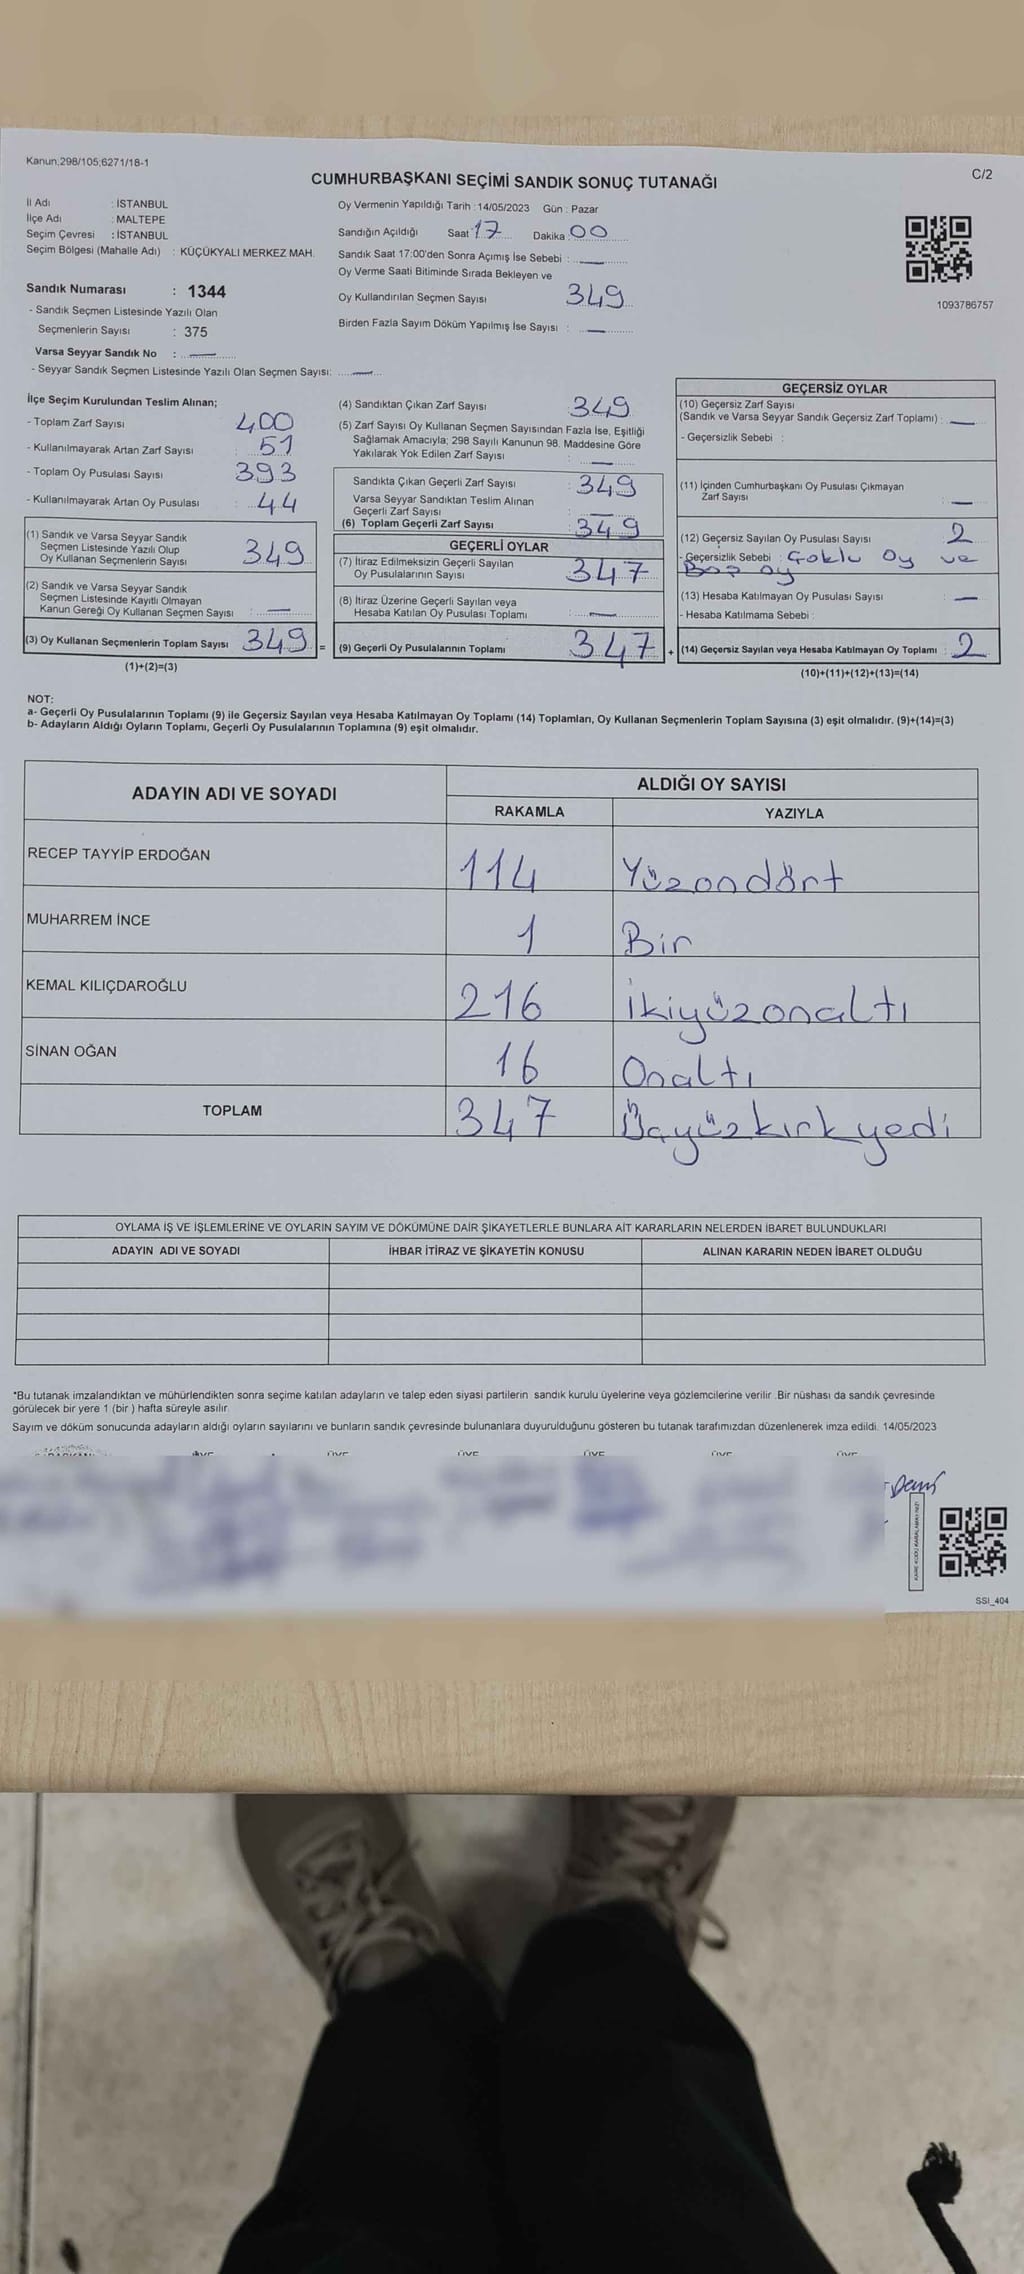 Kanun;298/105;6271/18-1
C/2
CUMHURBAŞKANI SEÇİMİ SANDIK SONUÇ TUTANAĞI
İl Adı : İSTANBUL
İlçe Adı : MALTEPE
Seçim Çevresi : İSTANBUL
Seçim Bölgesi (Mahalle Adı) : KÜÇÜKYALI MERKEZ MAH.
Sandık Numarası : 1344
- Sandık Seçmen Listesinde Yazılı Olan
Seçmenlerin Sayısı : 375
Varsa Seyyar Sandık No :
- Seyyar Sandık Seçmen Listesinde Yazılı Olan Seçmen Sayısı:
Oy Vermenin Yapıldığı Tarih :14/05/2023 Gün : Pazar
Sandığın Açıldığı Saat 17 Dakika 00
Sandık Saat 17:00'den Sonra Açımış İse Sebebi :
Oy Verme Saati Bitiminde Sırada Bekleyen ve
Oy Kullandırılan Seçmen Sayısı 349
Birden Fazla Sayım Döküm Yapılmış İse Sayısı :
1093786757
İlçe Seçim Kurulundan Teslim Alınan;
- Toplam Zarf Sayısı 400
- Kullanılmayarak Artan Zarf Sayısı : 51
- Toplam Oy Pusulası Sayısı 393
- Kullanılmayarak Artan Oy Pusulası : 44
(1) Sandık ve Varsa Seyyar Sandık
Seçmen Listesinde Yazılı Olup
Oy Kullanan Seçmenlerin Sayısı 349
(2) Sandık ve Varsa Seyyar Sandık
Seçmen Listesinde Kayıtlı Olmayan
Kanun Gereği Oy Kullanan Seçmen Sayısı :
(3) Oy Kullanan Seçmenlerin Toplam Sayısı 349 =
(1)+(2)=(3)
(4) Sandıktan Çıkan Zarf Sayısı 349
(5) Zarf Sayısı Oy Kullanan Seçmen Sayısından Fazla İse, Eşitliği
Sağlamak Amacıyla; 298 Sayılı Kanunun 98. Maddesine Göre
Yakılarak Yok Edilen Zarf Sayısı :
Sandıkta Çıkan Geçerli Zarf Sayısı : 349
Varsa Seyyar Sandıktan Teslim Alınan
Geçerli Zarf Sayısı :
(6) Toplam Geçerli Zarf Sayısı : 349
GEÇERLİ OYLAR
(7) İtiraz Edilmeksizin Geçerli Sayılan
Oy Pusulalarının Sayısı 347
(8) İtiraz Üzerine Geçerli Sayılan veya
Hesaba Katılan Oy Pusulası Toplamı :
(9) Geçerli Oy Pusulalarının Toplamı 347 +
GEÇERSİZ OYLAR
(10) Geçersiz Zarf Sayısı
(Sandık ve Varsa Seyyar Sandık Geçersiz Zarf Toplamı) :
- Geçersizlik Sebebi :
(11) İçinden Cumhurbaşkanı Oy Pusulası Çıkmayan
Zarf Sayısı :
(12) Geçersiz Sayılan Oy Pusulası Sayısı : 2
- Geçersizlik Sebebi : Çoklu Oy ve
Boş oy
(13) Hesaba Katılmayan Oy Pusulası Sayısı :
- Hesaba Katılmama Sebebi :
(14) Geçersiz Sayılan veya Hesaba Katılmayan Oy Toplamı : 2
(10)+(11)+(12)+(13)=(14)
NOT:
a- Geçerli Oy Pusulalarının Toplamı (9) ile Geçersiz Sayılan veya Hesaba Katılmayan Oy Toplamı (14) Toplamları, Oy Kullanan Seçmenlerin Toplam Sayısına (3) eşit olmalıdır. (9)+(14)=(3)
b- Adayların Aldığı Oyların Toplamı, Geçerli Oy Pusulalarının Toplamına (9) eşit olmalıdır.
ADAYIN ADI VE SOYADI
ALDIĞI OY SAYISI
RAKAMLA YAZIYLA
RECEP TAYYİP ERDOĞAN 114 Yüzondört
MUHARREM İNCE 1 Bir
KEMAL KILIÇDAROĞLU 216 İkiyüzonaltı
SİNAN OĞAN 16 Onaltı
TOPLAM 347 Üçyüzkırkyedi
OYLAMA İŞ VE İŞLEMLERİNE VE OYLARIN SAYIM VE DÖKÜMÜNE DAİR ŞİKAYETLERLE BUNLARA AİT KARARLARIN NELERDEN İBARET BULUNDUKLARI
ADAYIN ADI VE SOYADI İHBAR İTİRAZ VE ŞİKAYETİN KONUSU ALINAN KARARIN NEDEN İBARET OLDUĞU
*Bu tutanak imzalandıktan ve mühürlendikten sonra seçime katılan adayların ve talep eden siyasi partilerin sandık kurulu üyelerine veya gözlemcilerine verilir .Bir nüshası da sandık çevresinde
görülecek bir yere 1 (bir ) hafta süreyle asılır.
Sayım ve döküm sonucunda adayların aldığı oyların sayılarını ve bunların sandık çevresinde bulunanlara duyurulduğunu gösteren bu tutanak tarafımızdan düzenlenerek imza edildi. 14/05/2023
ÜYE ÜYE ÜYE ÜYE ÜYE ÜYE
SSI_404